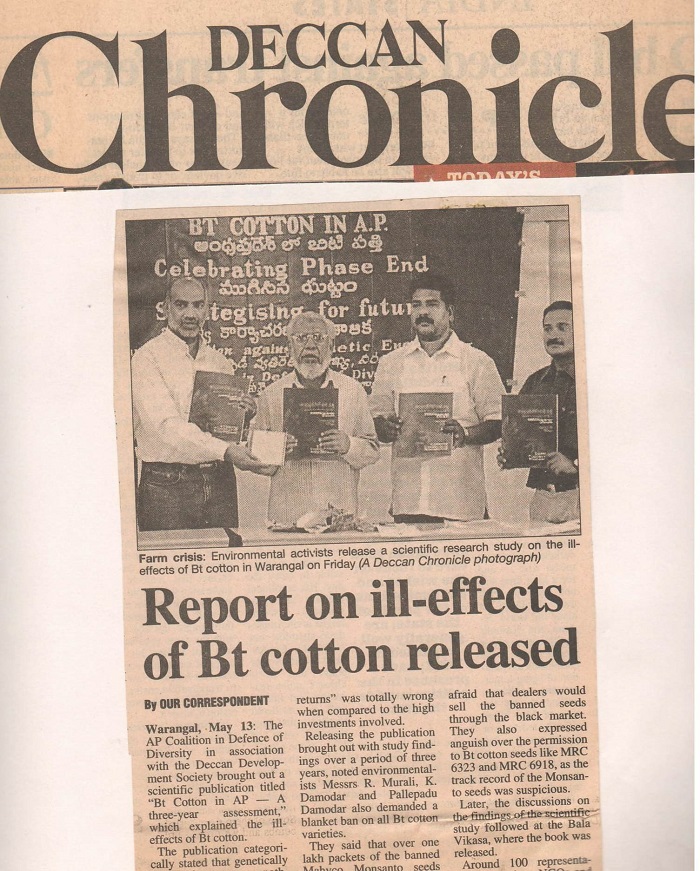 DECCAN
Chronicle
TODAY'S
BT COTTON IN A.P.
ఆంధ్రప్రదేశ్ లో బిటి పత్తి
Celebrating Phase End
ముగిసిన ఘట్టం
for futur
Farm crisis: Environmental activists release a scientific research study on the ill-
effects of Bt cotton in Warangal on Friday (A Deccan Chronicle photograph)
Report on ill-effects
of Bt cotton released
By OUR CORRESPONDENT
Warangal, May 13: The
AP Coalition in Defence of
Diversity in association
with the Deccan Develop-
ment Society brought out a
scientific publication titled
“Bt Cotton in AP — A
three-year assessment,”
which explained the ill-
effects of Bt cotton.
The publication categori-
cally stated that genetically
returns” was totally wrong
when compared to the high
investments involved.
Releasing the publication
brought out with study find-
ings over a period of three
years, noted environmental-
ists Messrs R. Murali, K.
Damodar and Pallepadu
Damodar also demanded a
blanket ban on all Bt cotton
varieties.
They said that over one
lakh packets of the banned
Mahyco Monsanto seeds
afraid that dealers would
sell the banned seeds
through the black market.
They also expressed
anguish over the permission
to Bt cotton seeds like MRC
6323 and MRC 6918, as the
track record of the Monsan-
to seeds was suspicious.
Later, the discussions on
the findings of the scientific
study followed at the Bala
Vikasa, where the book was
released.
Around 100 representa-